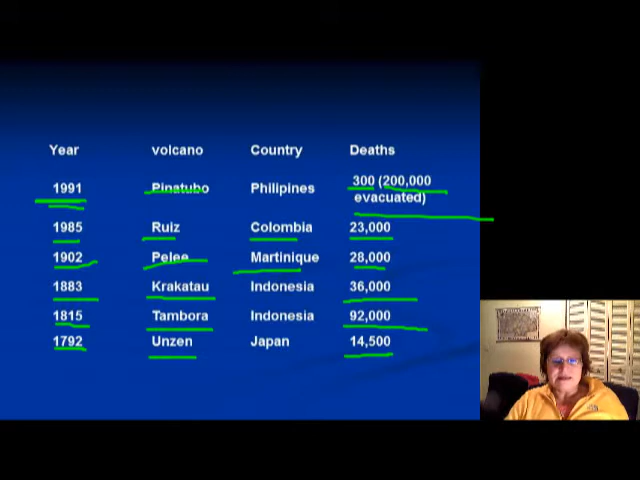 Year volcano Country Deaths
1991 Pinatubo Philipines 300 (200,000
evacuated)
1985 Ruiz Colombia 23,000
1902 Pelee Martinique 28,000
1883 Krakatau Indonesia 36,000
1815 Tambora Indonesia 92,000
1792 Unzen Japan 14,500